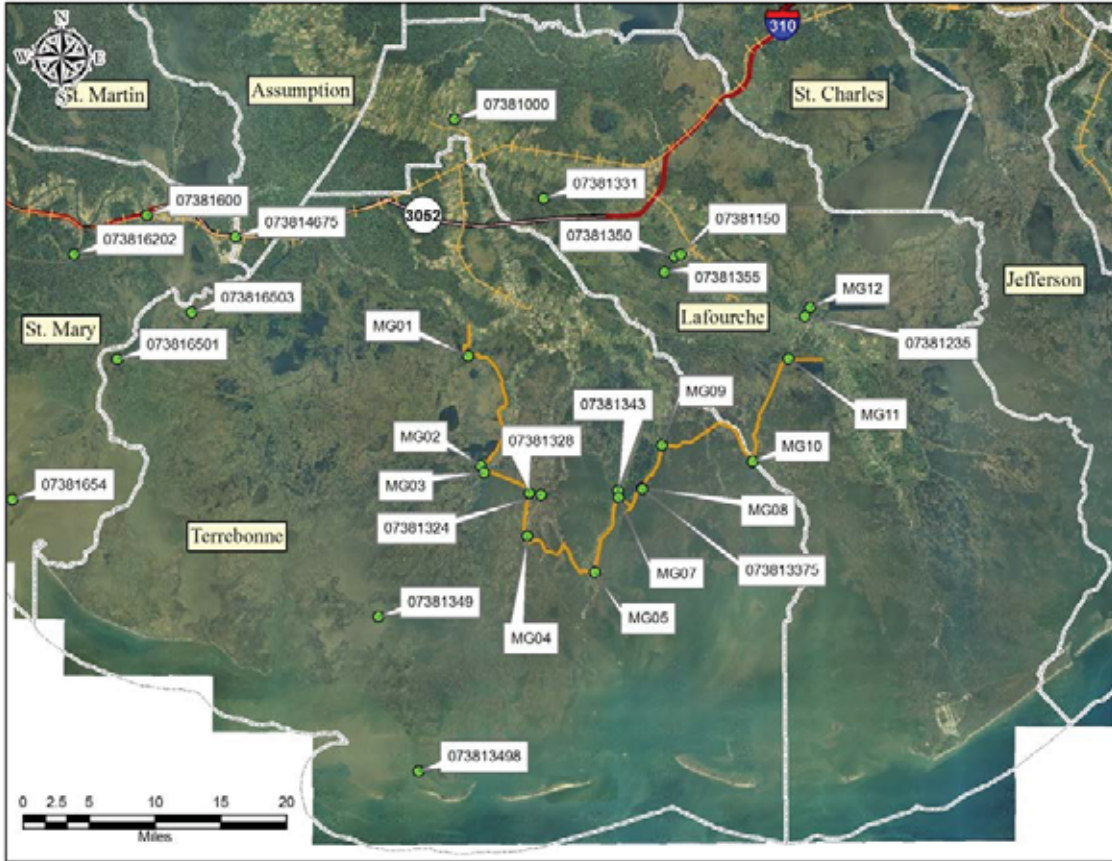 310
N
W
E
S
St. Martin
Assumption
St. Charles
07381000
07381600
07381331
073814675
3052
07381150
073816202
07381350
Jefferson
07381355
MG12
073816503
Lafourche
St. Mary
MG01
07381235
073816501
MG09
07381343
MG11
MG02
07381328
MG10
MG03
07381654
MG08
07381324
Terrebonne
MG07
073813375
07381349
MG04
MG05
073813498
0 2.5 5 10 15 20
Miles